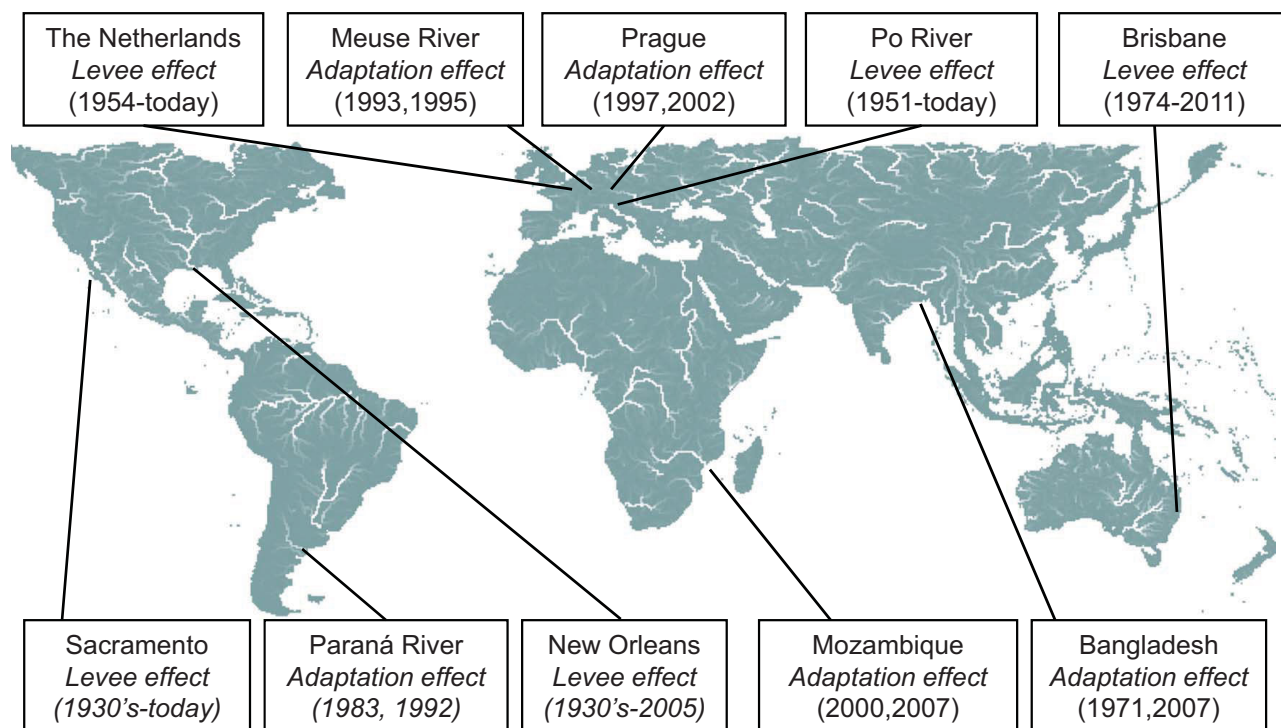 The Netherlands
Levee effect
(1954-today)
Meuse River
Adaptation effect
(1993,1995)
Prague
Adaptation effect
(1997,2002)
Po River
Levee effect
(1951-today)
Brisbane
Levee effect
(1974-2011)
Sacramento
Levee effect
(1930's-today)
Paraná River
Adaptation effect
(1983, 1992)
New Orleans
Levee effect
(1930's-2005)
Mozambique
Adaptation effect
(2000,2007)
Bangladesh
Adaptation effect
(1971,2007)